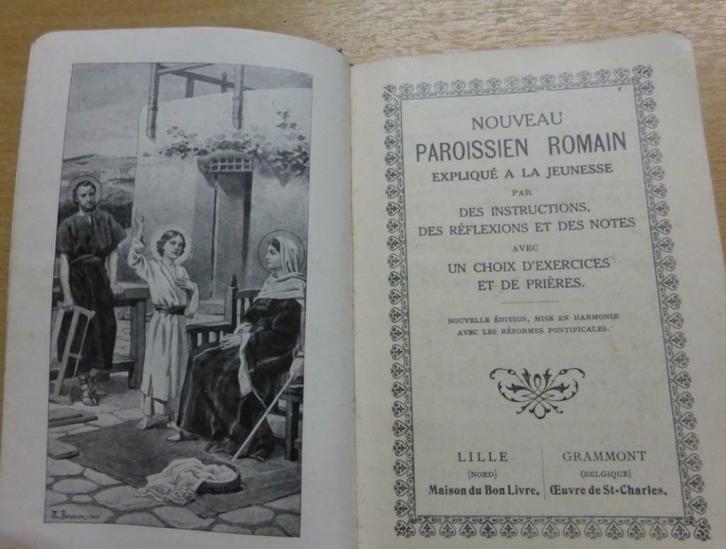 NOUVEAU
PAROISSIEN ROMAIN
EXPLIQUÉ A LA JEUNESSE
PAR
DES INSTRUCTIONS,
DES RÉFLEXIONS ET DES NOTES
AVEC
UN CHOIX D'EXERCICES
ET DE PRIÈRES.
NOUVELLE ÉDITION, MISE EN HARMONIE
AVEC LES RÉFORMES PONTIFICALES.
LILLE
(NORD)
Maison du Bon Livre.
GRAMMONT
(BELGIQUE)
Œuvre de St-Charles.